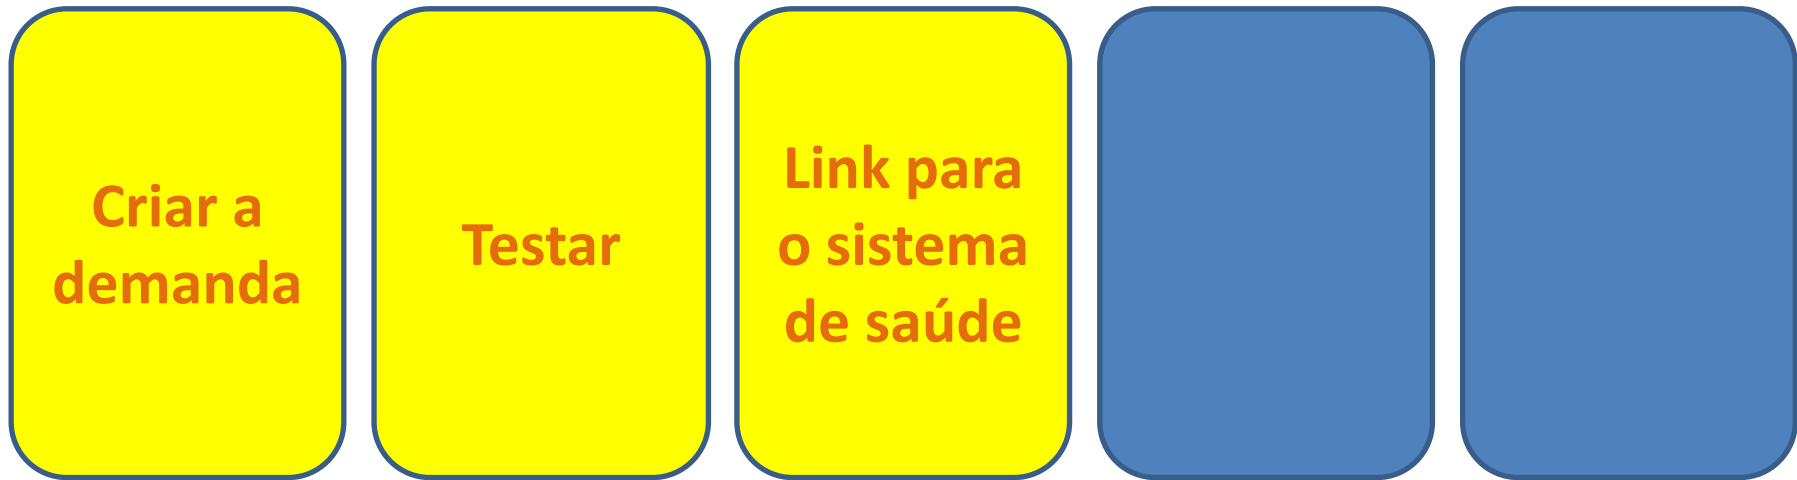 Criar a
demanda
Testar
Link para
o sistema
de saúde